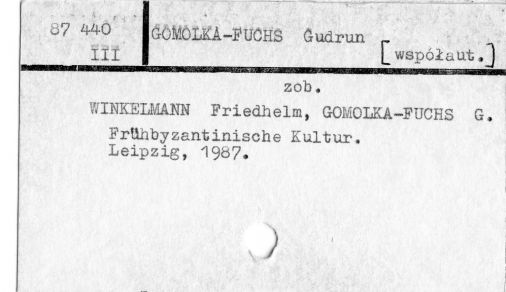 87 440
III
GOMOLKA-FUCHS Gudrun
[współaut.]
zob.
WINKELMANN Friedhelm, GOMOLKA-FUCHS G.
Frühbyzantinische Kultur.
Leipzig, 1987.